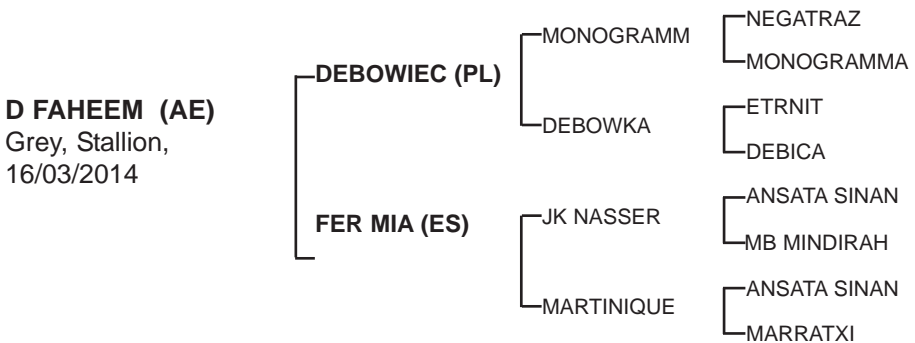 D FAHEEM (AE)
Grey, Stallion,
16/03/2014
DEBOWIEC (PL)
FER MIA (ES)
MONOGRAMM
DEBOWKA
JK NASSER
MARTINIQUE
NEGATRAZ
MONOGRAMMA
ETRNIT
DEBICA
ANSATA SINAN
MB MINDIRAH
ANSATA SINAN
MARRATXI